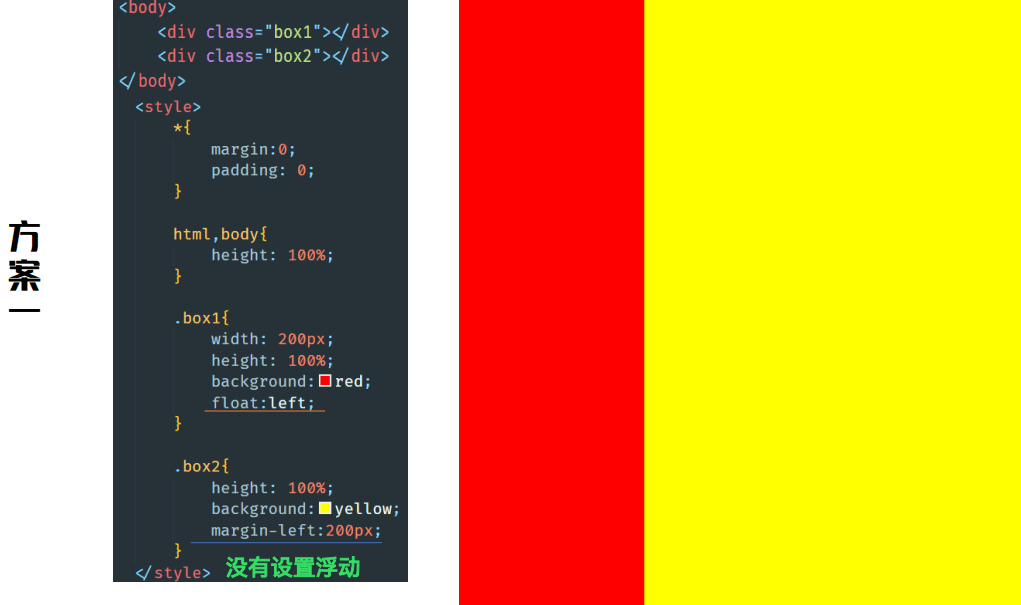 方
案
一
<body>
<div class="box1"></div>
<div class="box2"></div>
</body>
<style>
*{
margin:0;
padding: 0;
}
html,body{
height: 100%;
}
.box1{
width: 200px;
height: 100%;
background:red;
float:left;
}
.box2{
height: 100%;
background:yellow;
margin-left:200px;
}
</style> 没有设置浮动